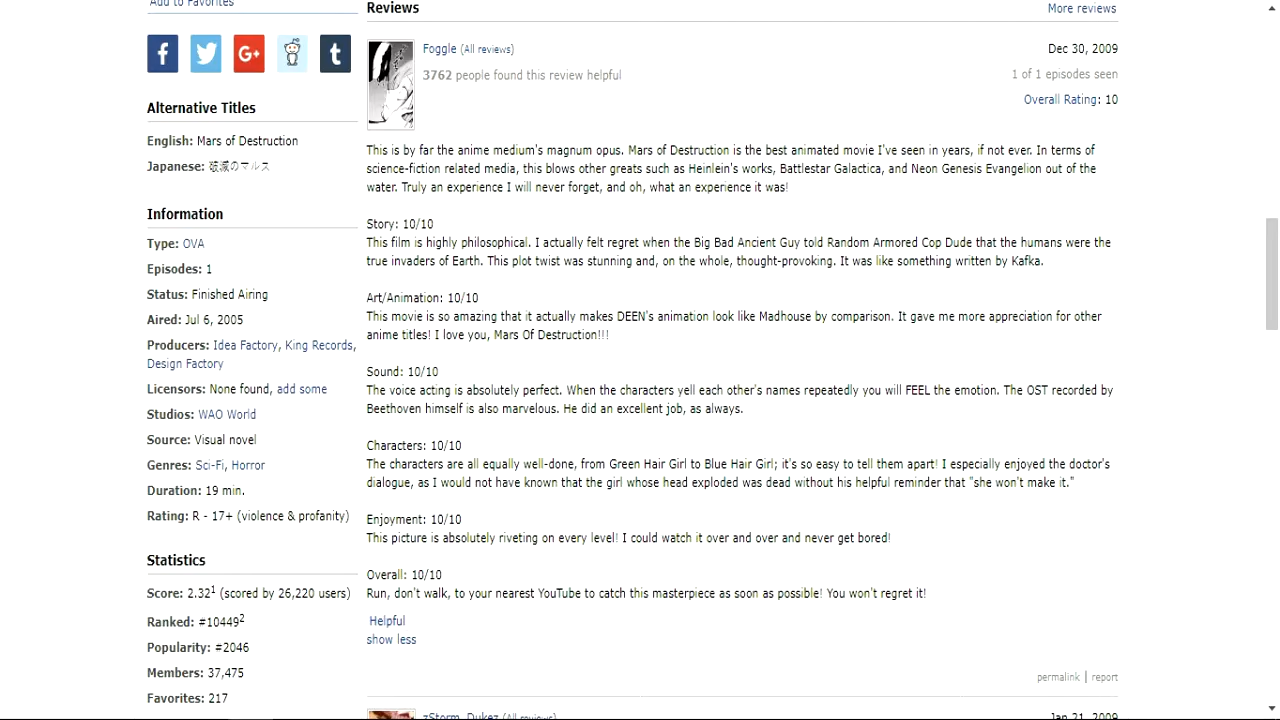 Add to Favorites
Alternative Titles
English: Mars of Destruction
Japanese: 破滅のマルス
Information
Type: OVA
Episodes: 1
Status: Finished Airing
Aired: Jul 6, 2005
Producers: Idea Factory, King Records,
Design Factory
Licensors: None found, add some
Studios: WAO World
Source: Visual novel
Genres: Sci-Fi, Horror
Duration: 19 min.
Rating: R - 17+ (violence & profanity)
Statistics
Score: 2.32¹ (scored by 26,220 users)
Ranked: #10449²
Popularity: #2046
Members: 37,475
Favorites: 217
Reviews
More reviews
Foggle (All reviews)
Dec 30, 2009
3762 people found this review helpful
1 of 1 episodes seen
Overall Rating: 10
This is by far the anime medium's magnum opus. Mars of Destruction is the best animated movie I've seen in years, if not ever. In terms of
science-fiction related media, this blows other greats such as Heinlein's works, Battlestar Galactica, and Neon Genesis Evangelion out of the
water. Truly an experience I will never forget, and oh, what an experience it was!
Story: 10/10
This film is highly philosophical. I actually felt regret when the Big Bad Ancient Guy told Random Armored Cop Dude that the humans were the
true invaders of Earth. This plot twist was stunning and, on the whole, thought-provoking. It was like something written by Kafka.
Art/Animation: 10/10
This movie is so amazing that it actually makes DEEN's animation look like Madhouse by comparison. It gave me more appreciation for other
anime titles! I love you, Mars Of Destruction!!!
Sound: 10/10
The voice acting is absolutely perfect. When the characters yell each other's names repeatedly you will FEEL the emotion. The OST recorded by
Beethoven himself is also marvelous. He did an excellent job, as always.
Characters: 10/10
The characters are all equally well-done, from Green Hair Girl to Blue Hair Girl; it's so easy to tell them apart! I especially enjoyed the doctor's
dialogue, as I would not have known that the girl whose head exploded was dead without his helpful reminder that "she won't make it."
Enjoyment: 10/10
This picture is absolutely riveting on every level! I could watch it over and over and never get bored!
Overall: 10/10
Run, don't walk, to your nearest YouTube to catch this masterpiece as soon as possible! You won't regret it!
Helpful
show less
permalink | report
zStorm_Dukez (All reviews)
Jan 21, 2009